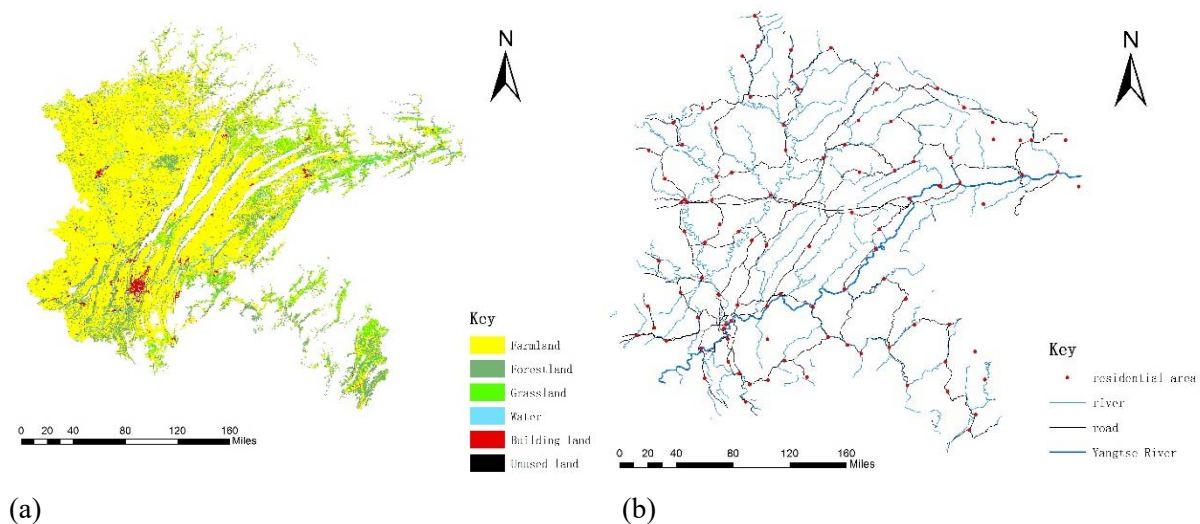 N
Key
Farmland
Forestland
Grassland
Water
Building land
Unused land
0 20 40 80 120 160
Miles
(a)
N
Key
residential area
river
road
Yangtse River
0 20 40 80 120 160
Miles
(b)